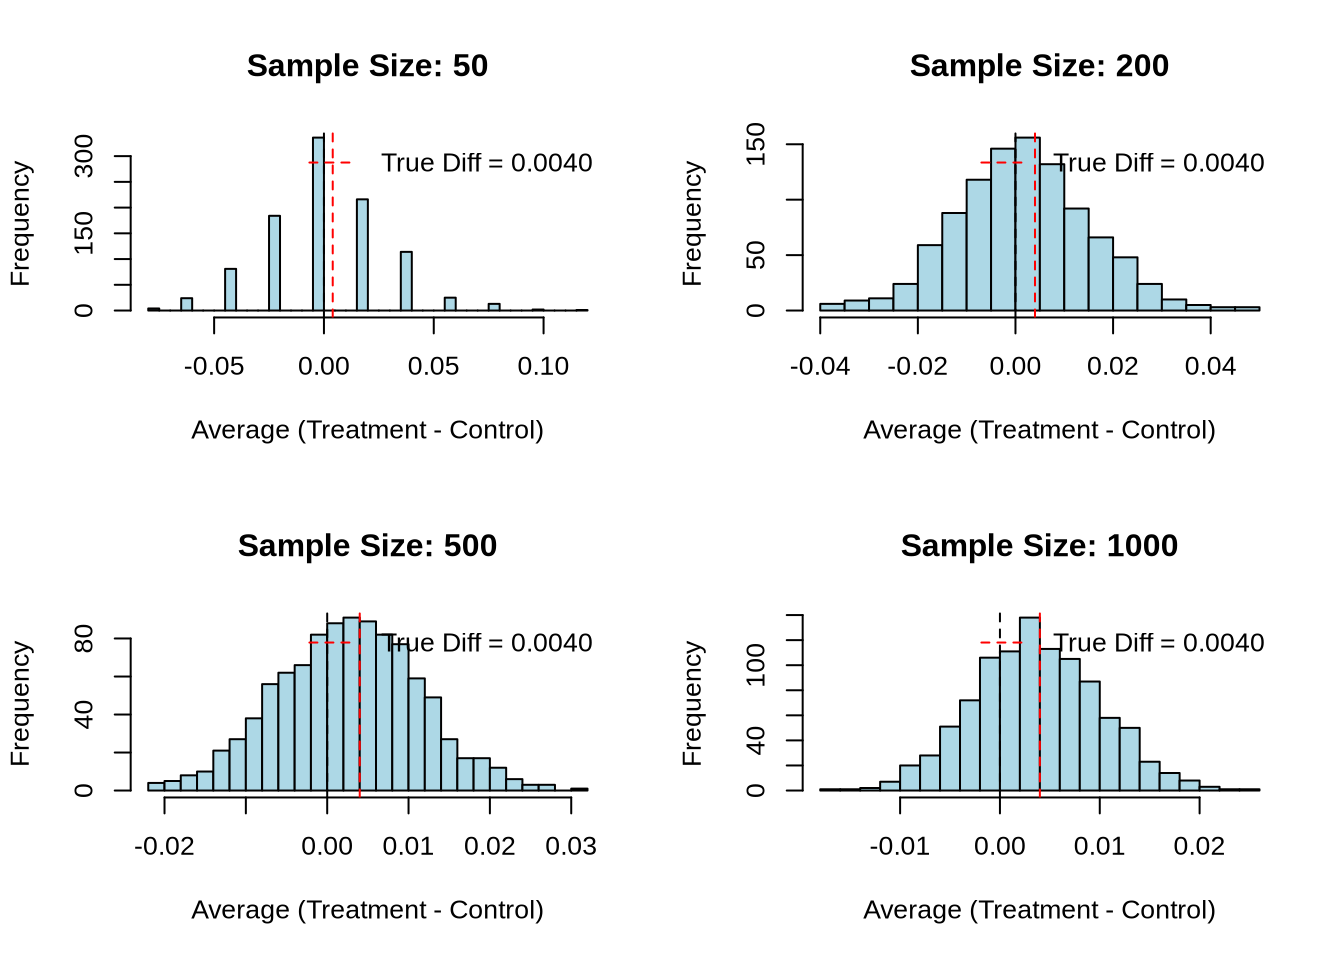 Sample Size: 50
Frequency
0 150 300
True Diff = 0.0040
-0.05 0.00 0.05 0.10
Average (Treatment - Control)
Sample Size: 200
Frequency
0 50 150
True Diff = 0.0040
-0.04 -0.02 0.00 0.02 0.04
Average (Treatment - Control)
Sample Size: 500
Frequency
0 40 80
True Diff = 0.0040
-0.02 0.00 0.01 0.02 0.03
Average (Treatment - Control)
Sample Size: 1000
Frequency
0 40 100
True Diff = 0.0040
-0.01 0.00 0.01 0.02
Average (Treatment - Control)